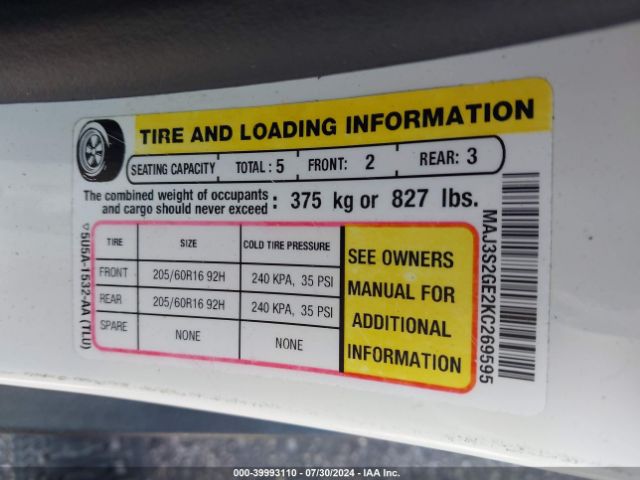 TIRE AND LOADING INFORMATION
SEATING CAPACITY TOTAL : 5 FRONT: 2 REAR: 3
The combined weight of occupants
and cargo should never exceed : 375 kg or 827 lbs.
TIRE SIZE COLD TIRE PRESSURE
FRONT 205/60R16 92H 240 KPA, 35 PSI
REAR 205/60R16 92H 240 KPA, 35 PSI
SPARE NONE NONE
SEE OWNERS
MANUAL FOR
ADDITIONAL
INFORMATION
5U5A-1532-AA (TLU)
MAJ3S2GE2KC269595
000-39993110 - 07/30/2024 - IAA Inc.